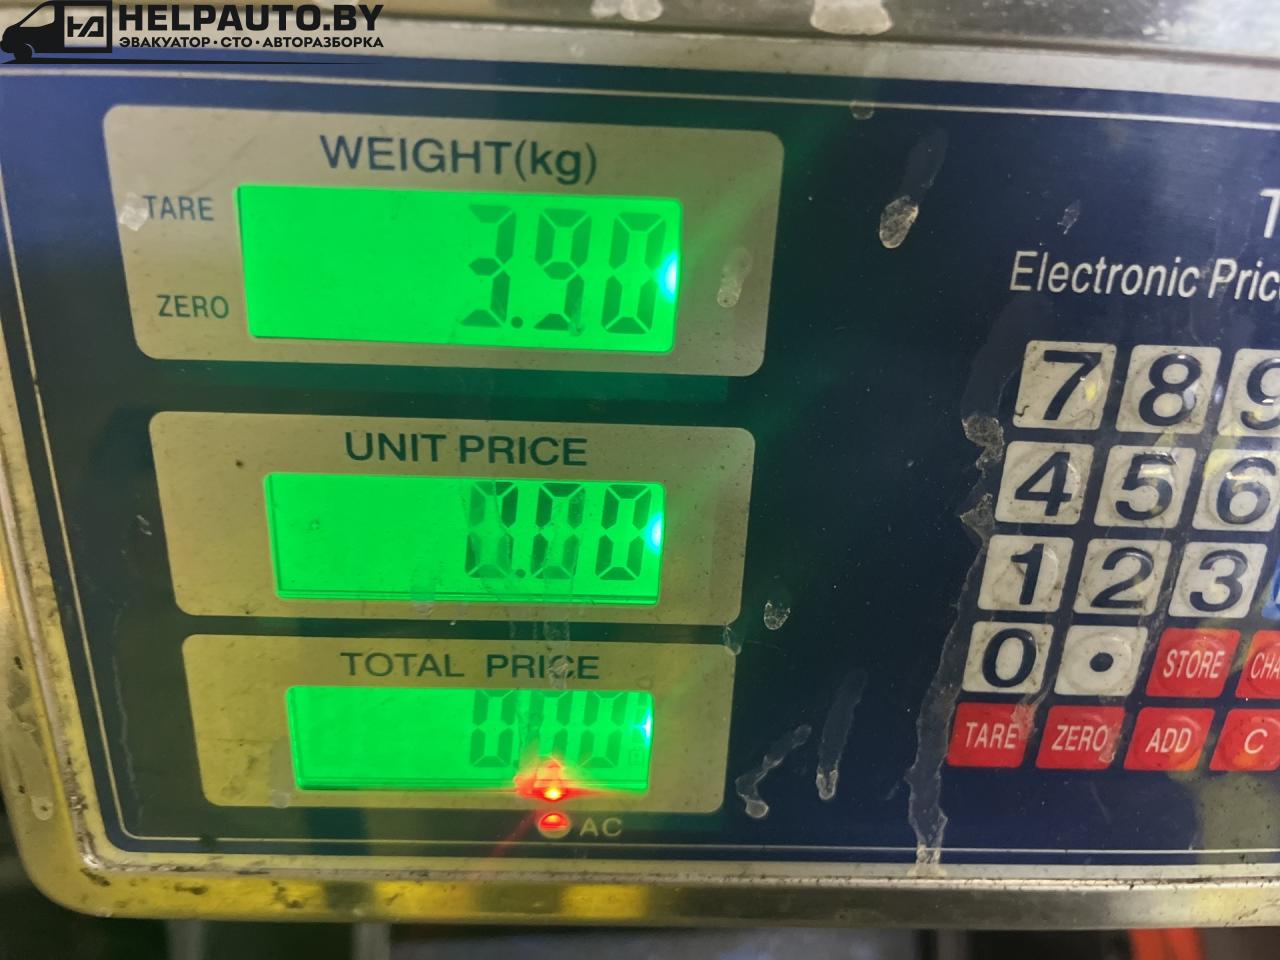 HELPAUTO.BY
ЭВАКУАТОР • СТО • АВТОРАЗБОРКА
WEIGHT(kg)
TARE
3.90
ZERO
UNIT PRICE
0.00
TOTAL PRICE
0.00
AC
Electronic
7 8 9
4 5 6
1 2 3
0 • STORE
TARE ZERO ADD C